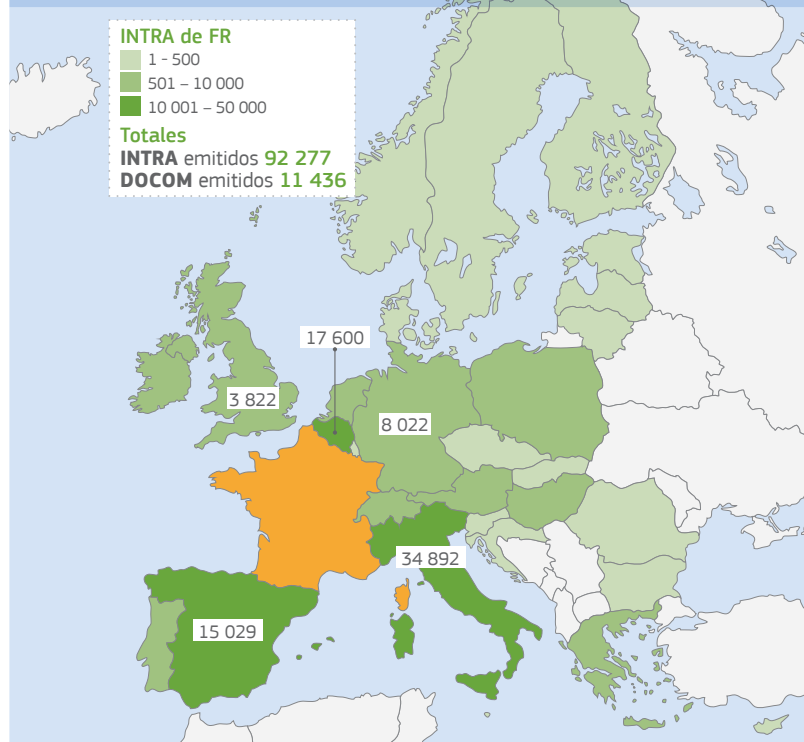 INTRA de FR
1 - 500
501 – 10 000
10 001 – 50 000
Totales
INTRA emitidos 92 277
DOCOM emitidos 11 436
17 600
3 822
8 022
34 892
15 029